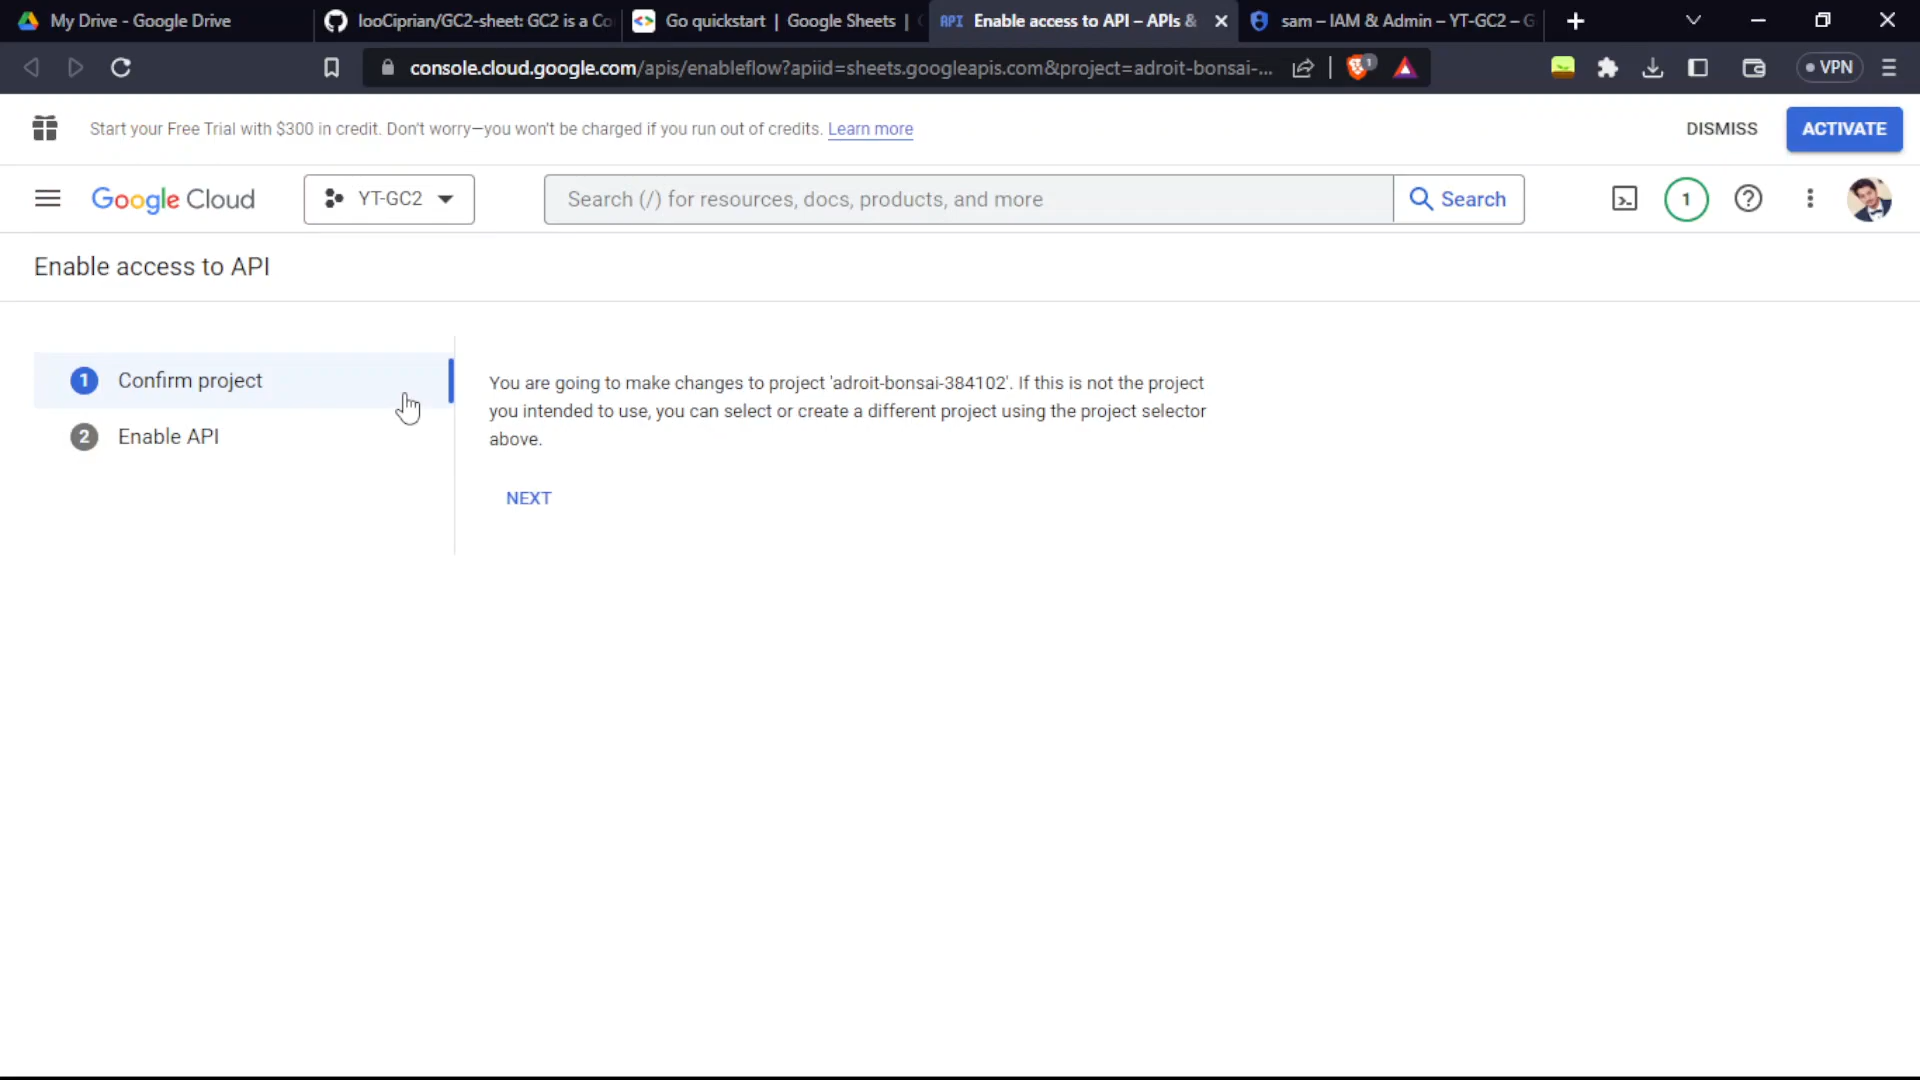 My Drive - Google Drive
looCiprian/GC2-sheet: GC2 is a Co
Go quickstart | Google Sheets |
API Enable access to API – APIs &
sam – IAM & Admin – YT-GC2 – G
console.cloud.google.com/apis/enableflow?apiid=sheets.googleapis.com&project=adroit-bonsai-...
1
VPN
Start your Free Trial with $300 in credit. Don't worry—you won't be charged if you run out of credits. Learn more
DISMISS
ACTIVATE
Google Cloud
YT-GC2
Search (/) for resources, docs, products, and more
Search
1
Enable access to API
1 Confirm project
2 Enable API
You are going to make changes to project 'adroit-bonsai-384102'. If this is not the project
you intended to use, you can select or create a different project using the project selector
above.
NEXT